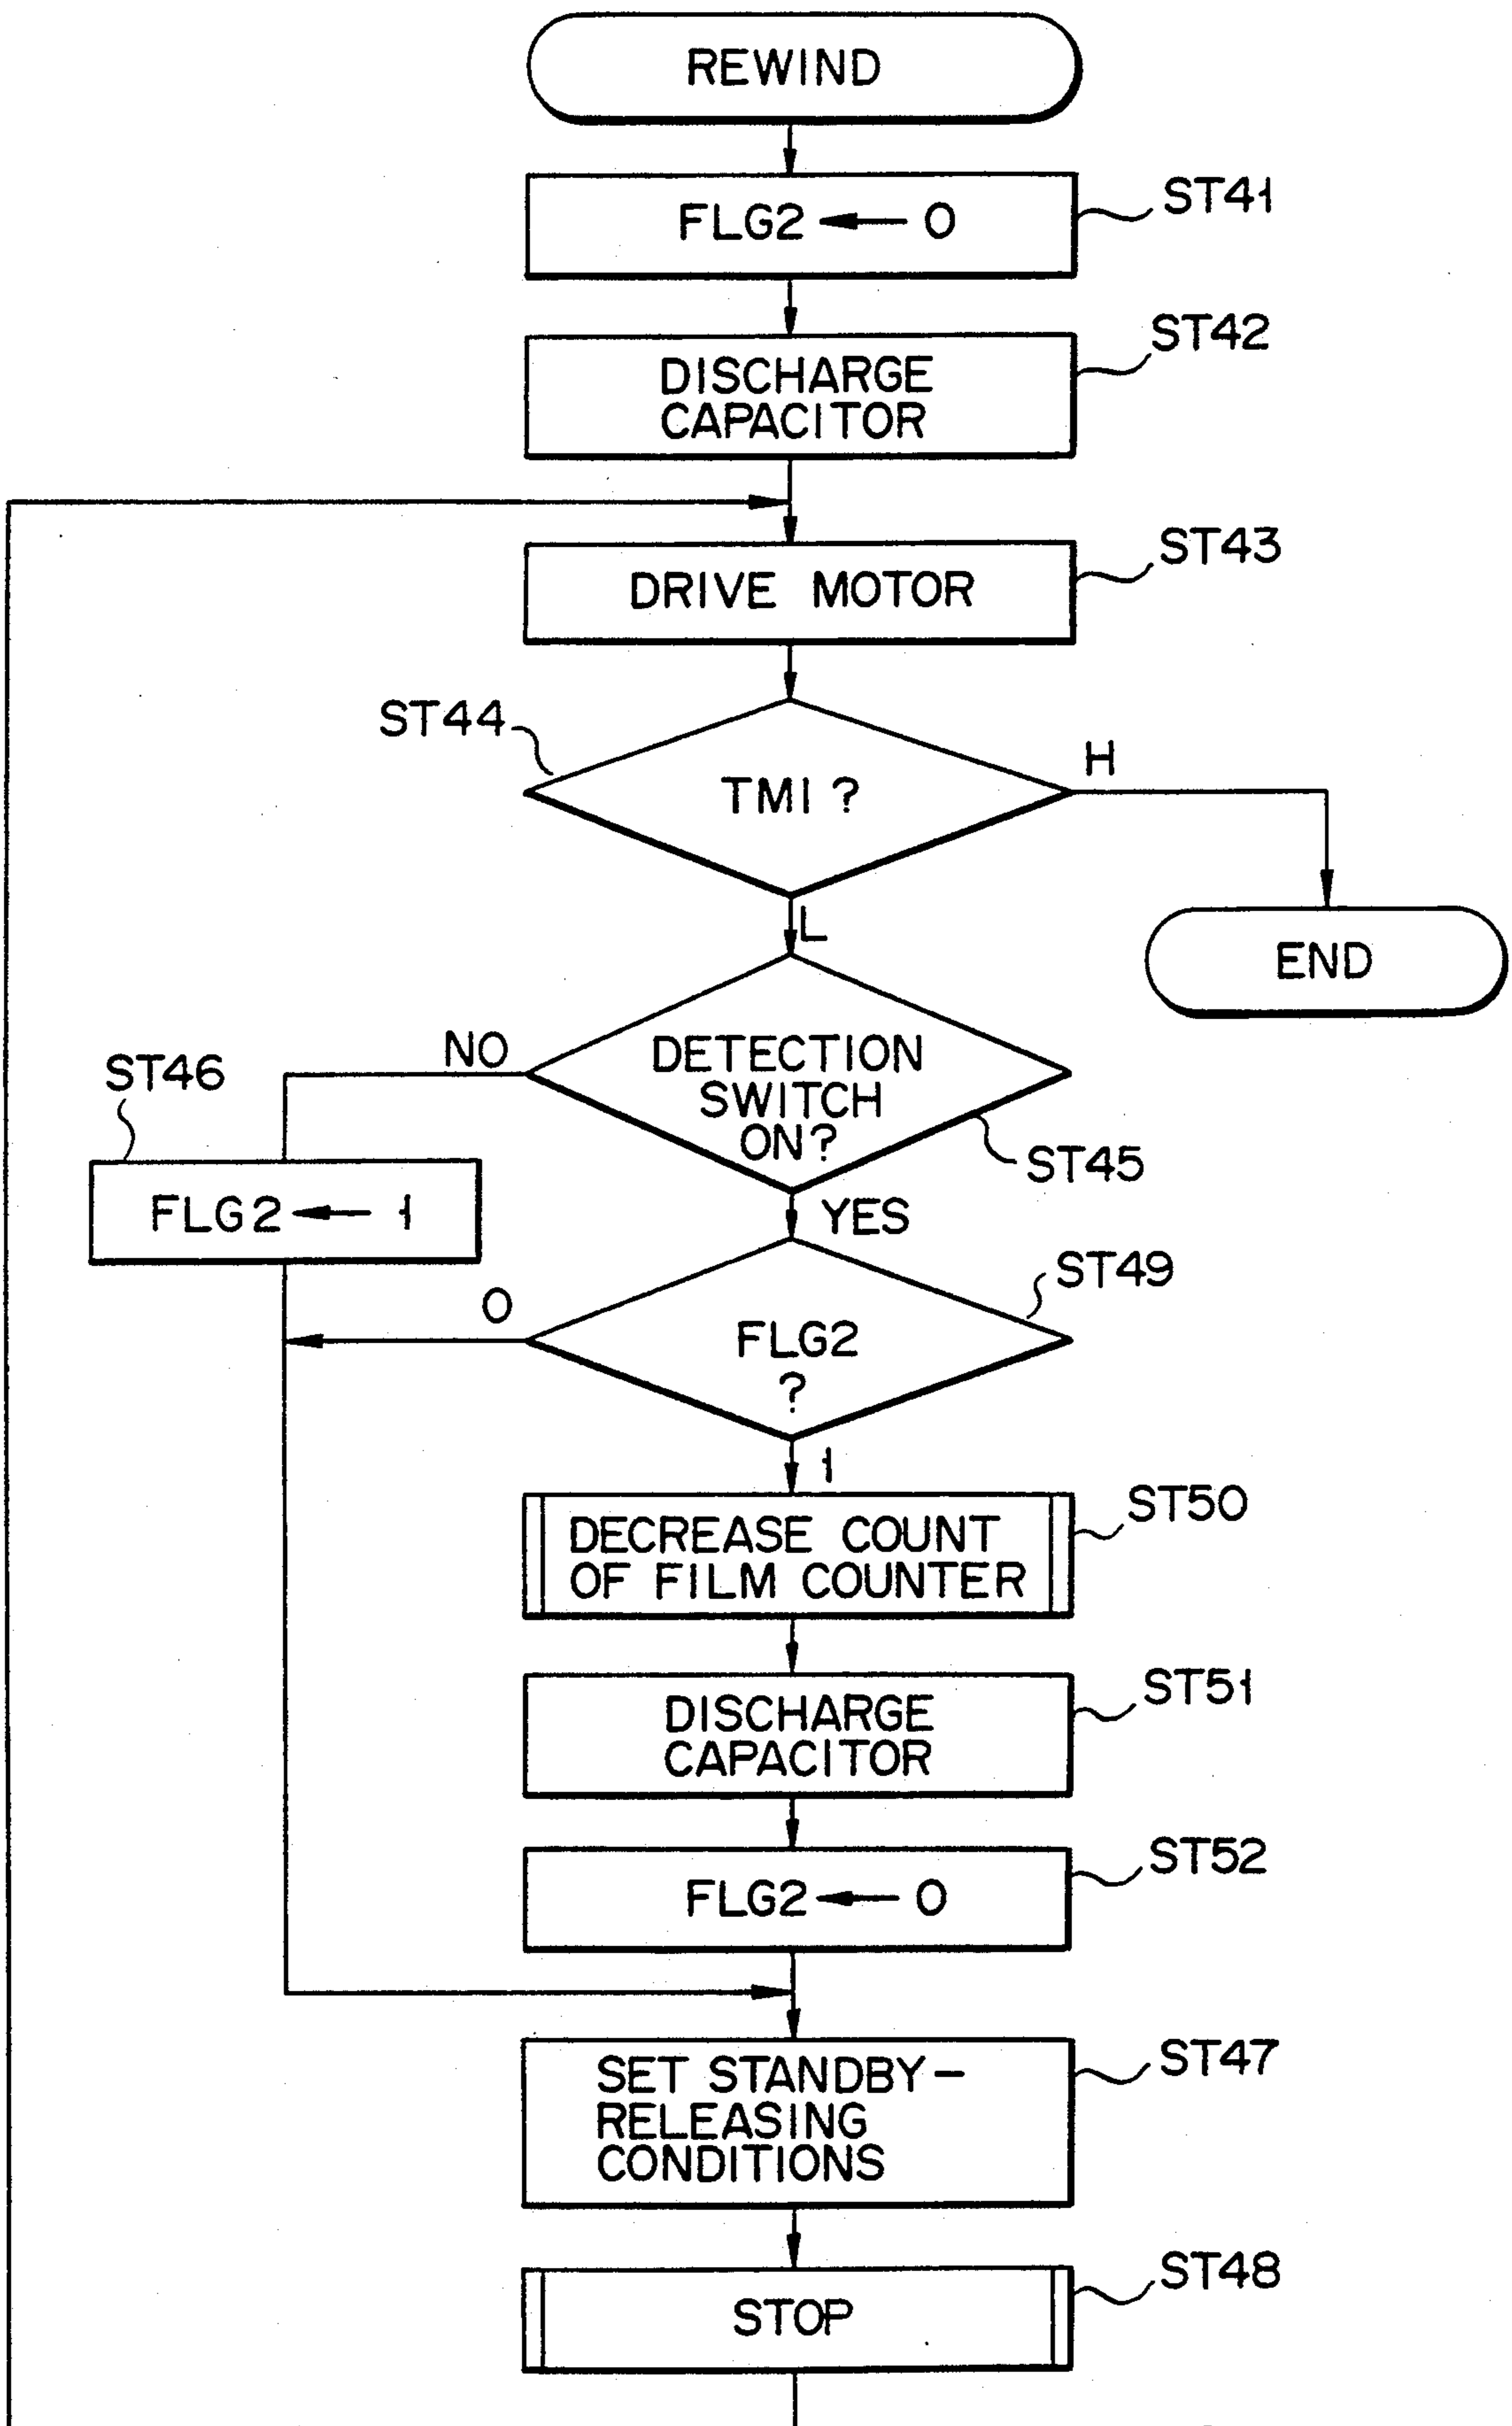 REWIND
FLG2 ← 0
ST41
DISCHARGE
CAPACITOR
ST42
DRIVE MOTOR
ST43
ST44
TMI ?
H
L
END
DETECTION
SWITCH
ON?
NO
ST45
ST46
FLG2 ← 1
YES
FLG2
?
ST49
0
1
DECREASE COUNT
OF FILM COUNTER
ST50
DISCHARGE
CAPACITOR
ST51
FLG2 ← 0
ST52
SET STANDBY-
RELEASING
CONDITIONS
ST47
STOP
ST48